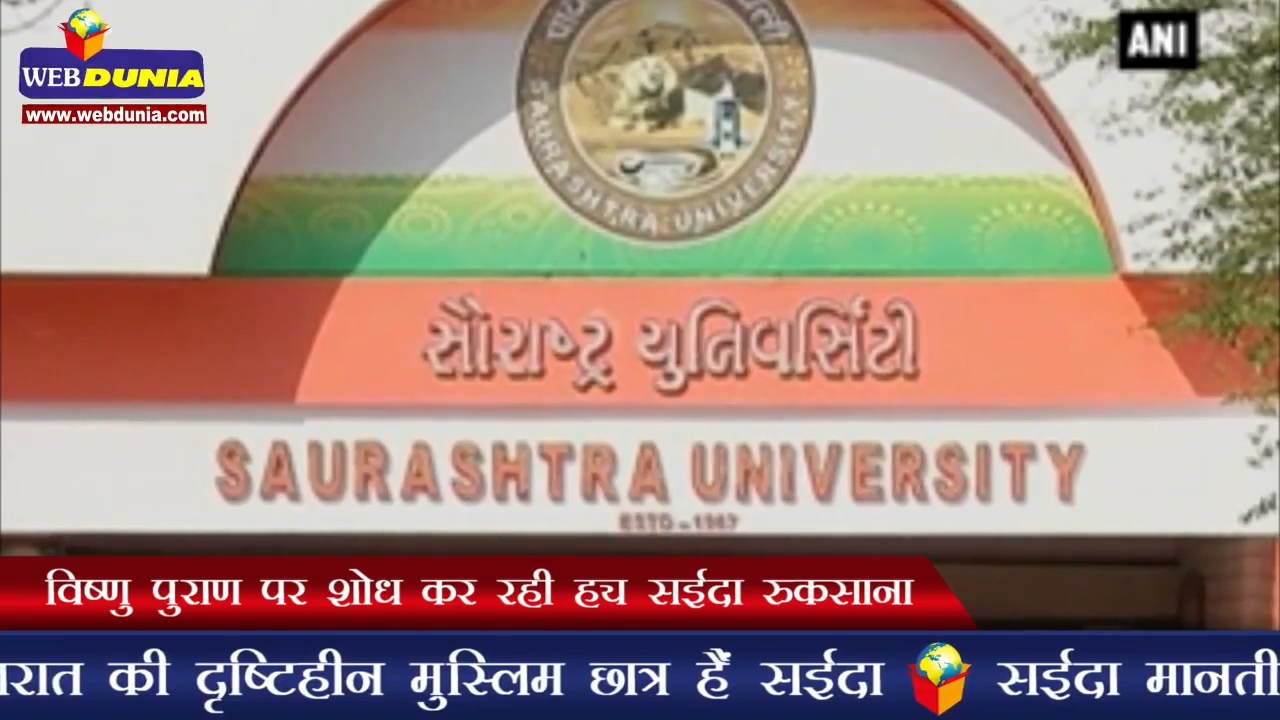 WEBDUNIA
www.webdunia.com
ANI
SAURASHTRA UNIVERSITY
સૌરાષ્ટ્ર યુનિવર્સિટી
SAURASHTRA UNIVERSITY
ESTD-1967
विष्णु पुराण पर शोध कर रही ह्य सईदा रुकसाना
रात की दृष्टिहीन मुस्लिम छात्र हैं सईदा सईदा मानती